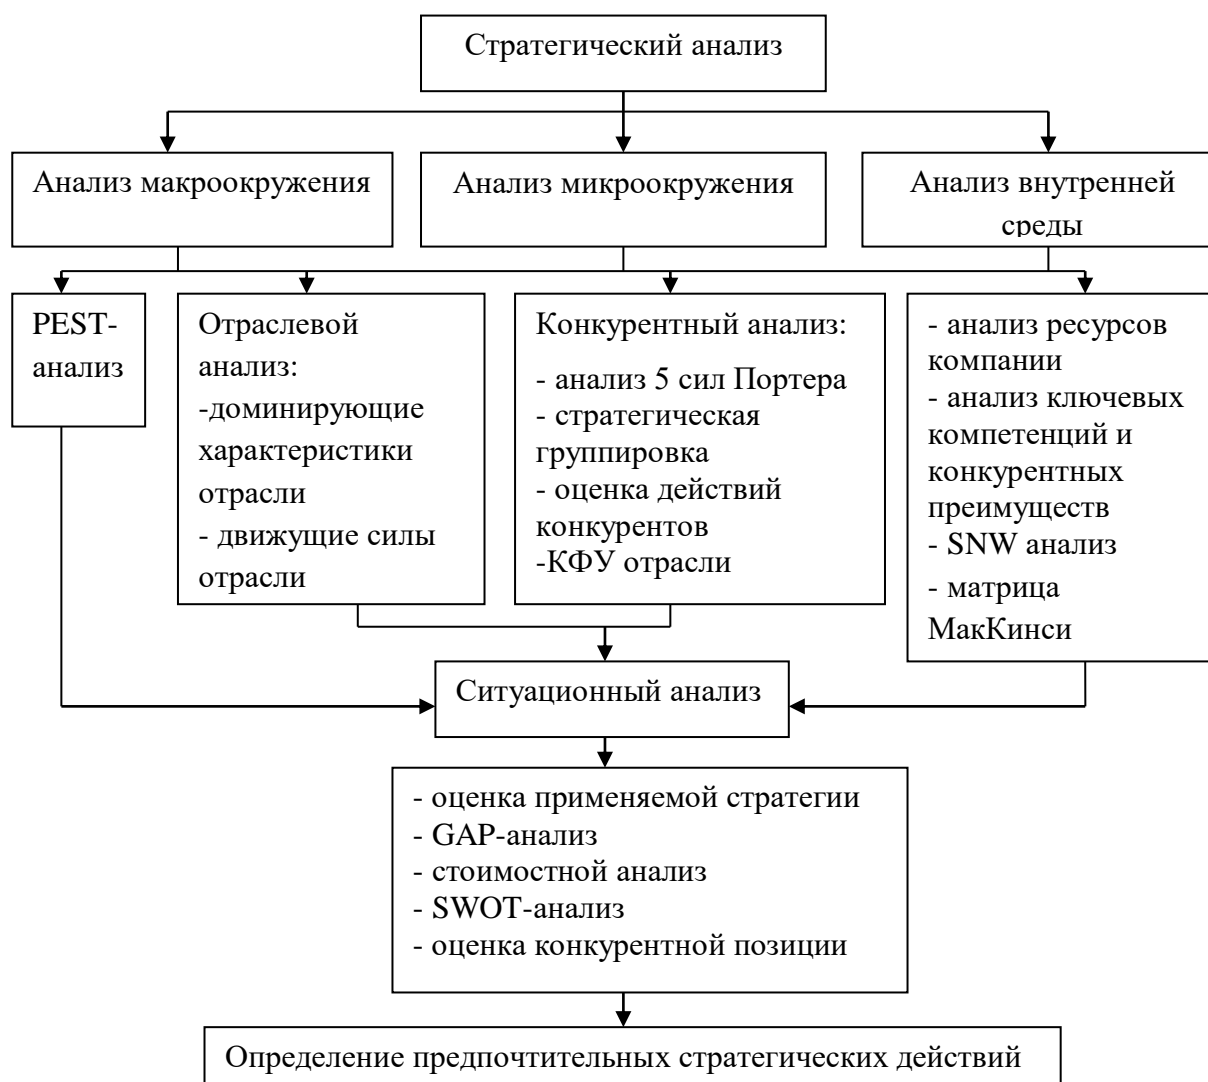 Стратегический анализ
Анализ макроокружения
Анализ микроокружения
Анализ внутренней
среды
PEST-
анализ
Отраслевой
анализ:
-доминирующие
характеристики
отрасли
- движущие силы
отрасли
Конкурентный анализ:
- анализ 5 сил Портера
- стратегическая
группировка
- оценка действий
конкурентов
-КФУ отрасли
- анализ ресурсов
компании
- анализ ключевых
компетенций и
конкурентных
преимуществ
- SNW анализ
- матрица
МакКинси
Ситуационный анализ
- оценка применяемой стратегии
- GAP-анализ
- стоимостной анализ
- SWOT-анализ
- оценка конкурентной позиции
Определение предпочтительных стратегических действий